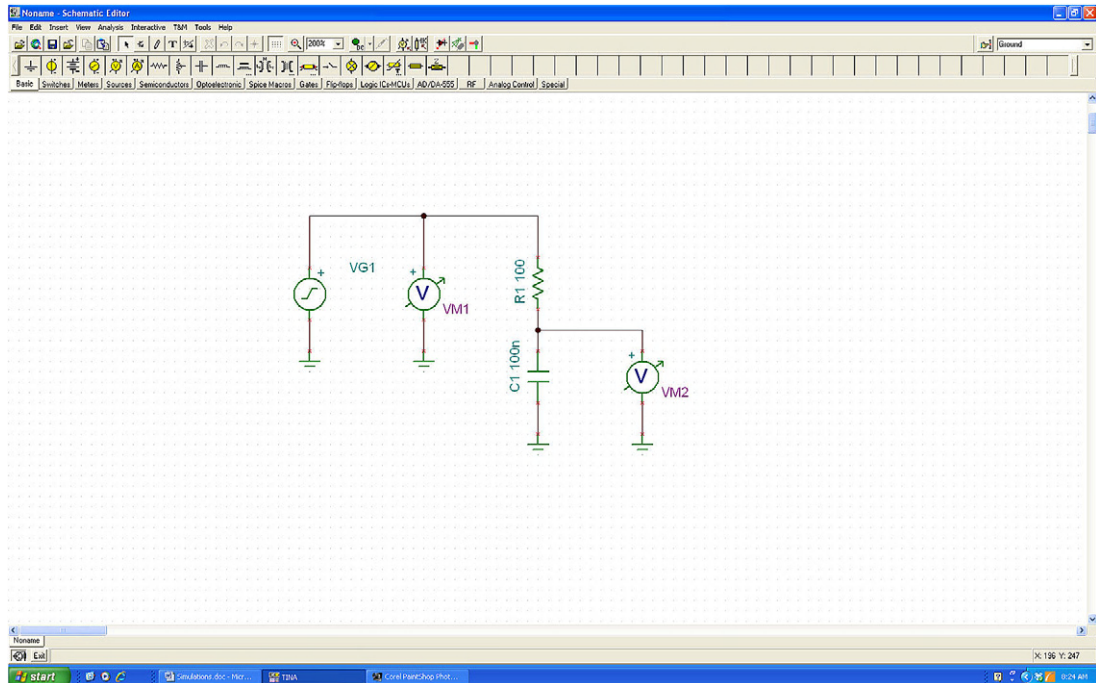 Noname - Schematic Editor
File Edit Insert View Analysis Interactive T&M Tools Help
200%
Ground
Basic Switches Meters Sources Semiconductors Optoelectronic Spice Macros Gates Flip-flops Logic ICs-MCUs AD/DA-555 RF Analog Control Special
VG1
+
+
V
VM1
R1 100
C1 100n
+
V
VM2
Noname
Exit
X: 196 Y: 247
start
Simulations.doc - Micr...
TINA
Corel PaintShop Phot...
0:24 AM